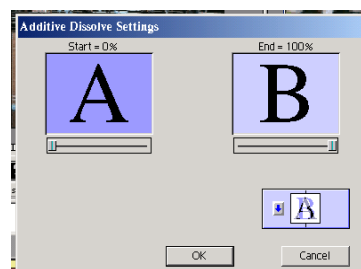 Additive Dissolve Settings
Start = 0% End = 100%
A B
A B
OK Cancel